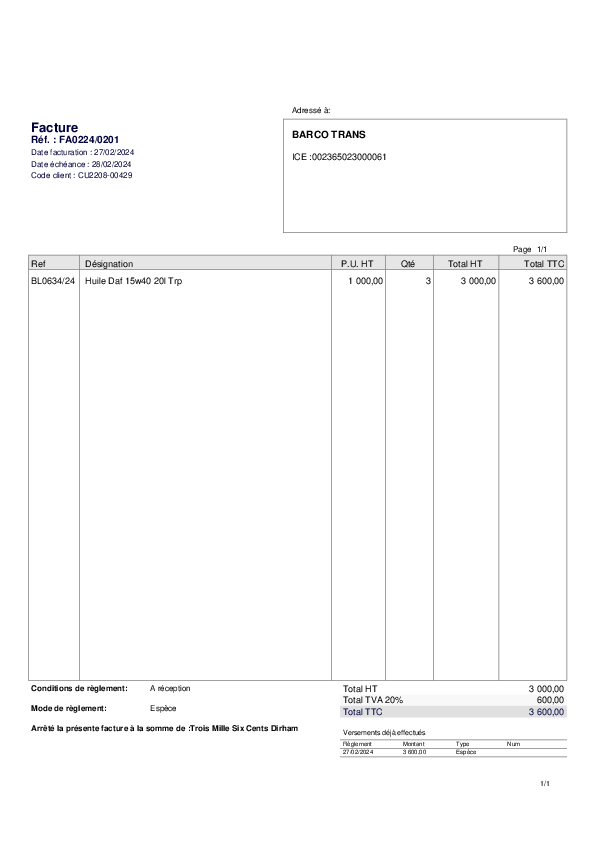 Adressé à:
Facture
Réf. : FA0224/0201
Date facturation : 27/02/2024
Date échéance : 28/02/2024
Code client : CU2208-00429
BARCO TRANS
ICE :002365023000061
Page 1/1
Ref Désignation P.U. HT Qté Total HT Total TTC
BL0634/24 Huile Daf 15w40 20l Trp 1 000,00 3 3 000,00 3 600,00
Conditions de règlement: A réception
Mode de règlement: Espèce
Arrêté la présente facture à la somme de :Trois Mille Six Cents Dirham
Total HT 3 000,00
Total TVA 20% 600,00
Total TTC 3 600,00
Versements déjà effectués
Règlement Montant Type Num
27/02/2024 3 600,00 Espèce
1/1